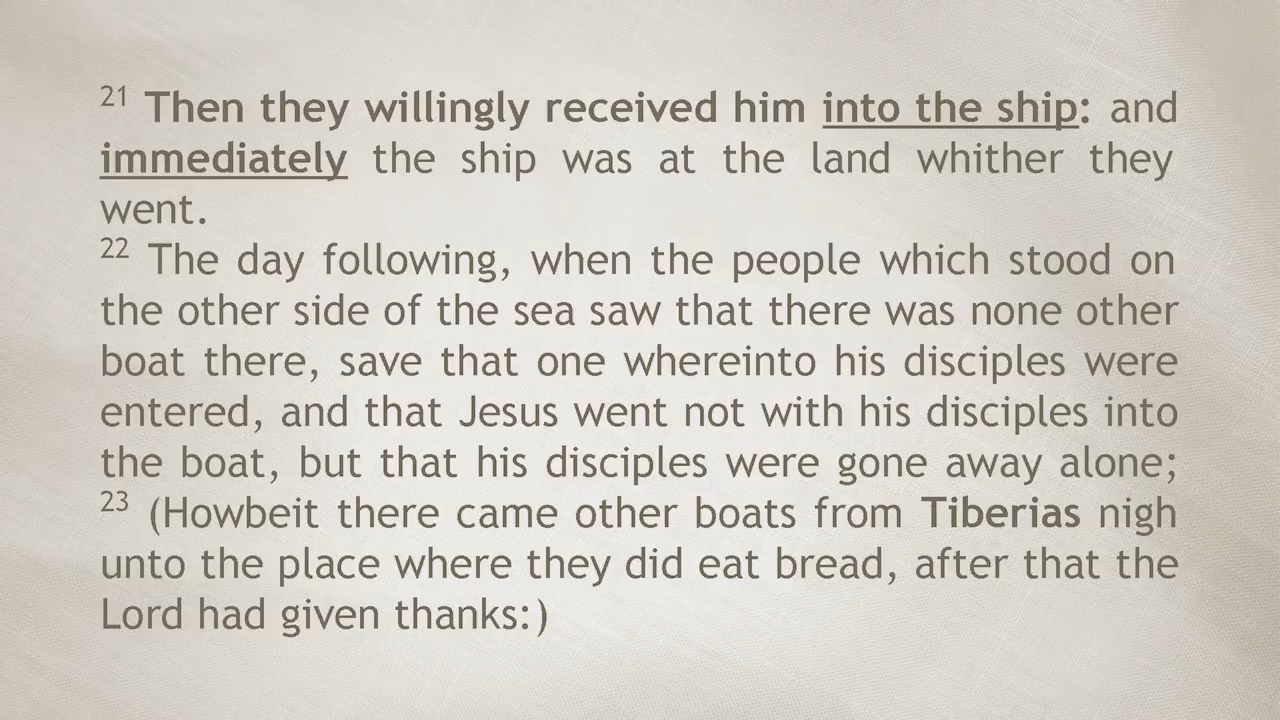 21 Then they willingly received him into the ship: and
immediately the ship was at the land whither they
went.
22 The day following, when the people which stood on
the other side of the sea saw that there was none other
boat there, save that one whereinto his disciples were
entered, and that Jesus went not with his disciples into
the boat, but that his disciples were gone away alone;
23 (Howbeit there came other boats from Tiberias nigh
unto the place where they did eat bread, after that the
Lord had given thanks:)